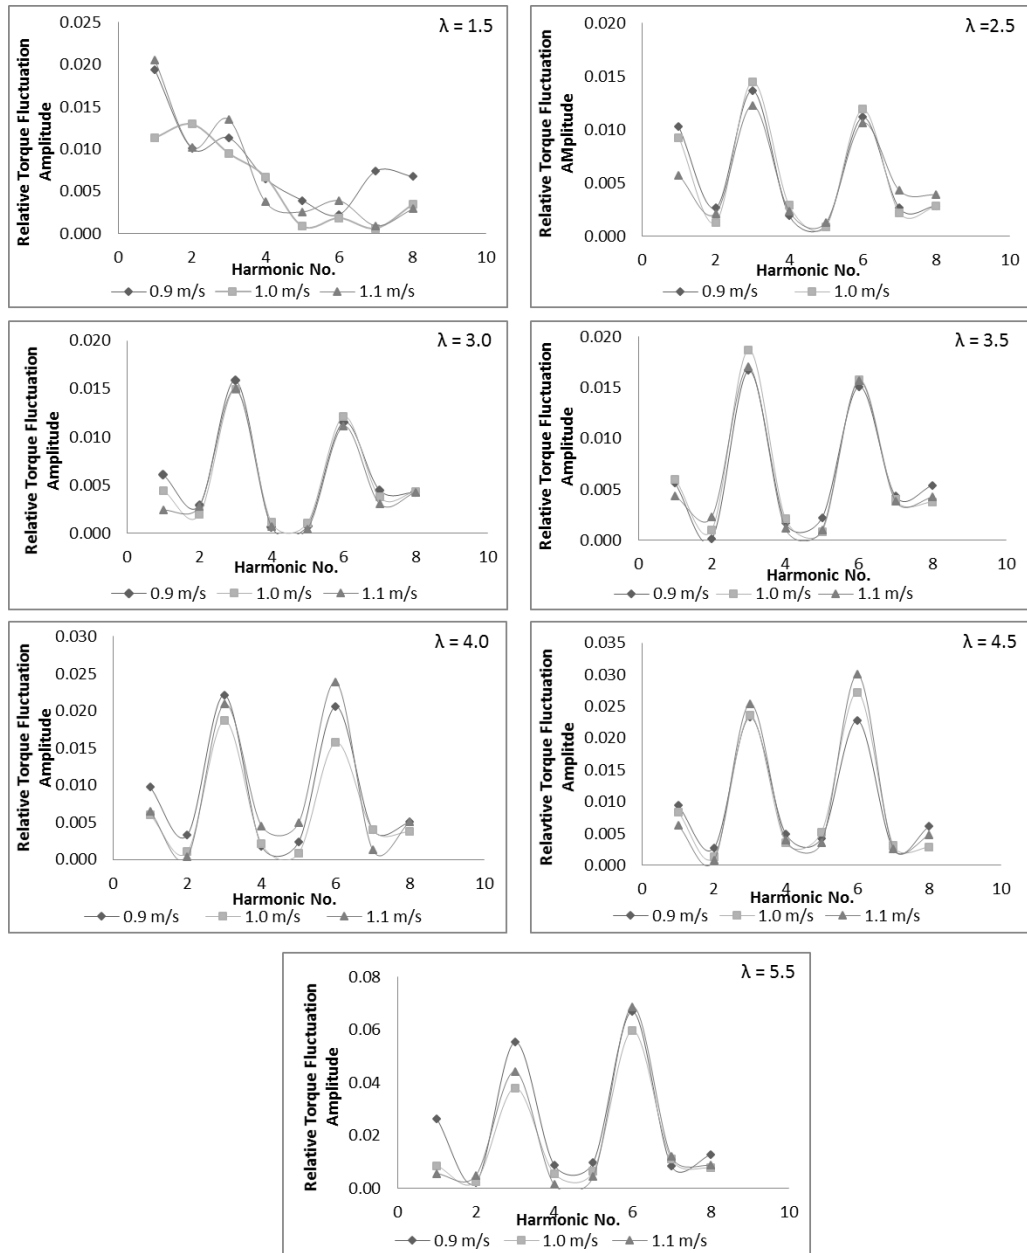 λ = 1.5
Relative Torque Fluctuation
Amplitude
0.025
0.020
0.015
0.010
0.005
0.000
0 2 4 6 8 10
Harmonic No.
0.9 m/s 1.0 m/s 1.1 m/s
λ =2.5
Relative Torque Fluctuation
AMplitude
0.020
0.015
0.010
0.005
0.000
0 2 4 6 8 10
Harmonic No.
0.9 m/s 1.0 m/s
λ = 3.0
Relative Torque Fluctuation
Amplitude
0.020
0.015
0.010
0.005
0.000
0 2 4 6 8 10
Harmonic No.
0.9 m/s 1.0 m/s 1.1 m/s
λ = 3.5
Relative Torque Fluctuation
Amplitude
0.020
0.015
0.010
0.005
0.000
0 2 4 6 8 10
Harmonic No.
0.9 m/s 1.0 m/s 1.1 m/s
λ = 4.0
Relative Torque Fluctuation
Amplitude
0.030
0.025
0.020
0.015
0.010
0.005
0.000
0 2 4 6 8 10
Harmonic No.
0.9 m/s 1.0 m/s 1.1 m/s
λ = 4.5
Relavtive Torque Fluctuation
Amplitde
0.035
0.030
0.025
0.020
0.015
0.010
0.005
0.000
0 2 4 6 8 10
Harmonic No.
0.9 m/s 1.0 m/s 1.1 m/s
λ = 5.5
Relative Torque Fluctuation
Amplitude
0.08
0.06
0.04
0.02
0.00
0 2 4 6 8 10
Harmonic No.
0.9 m/s 1.0 m/s 1.1 m/s